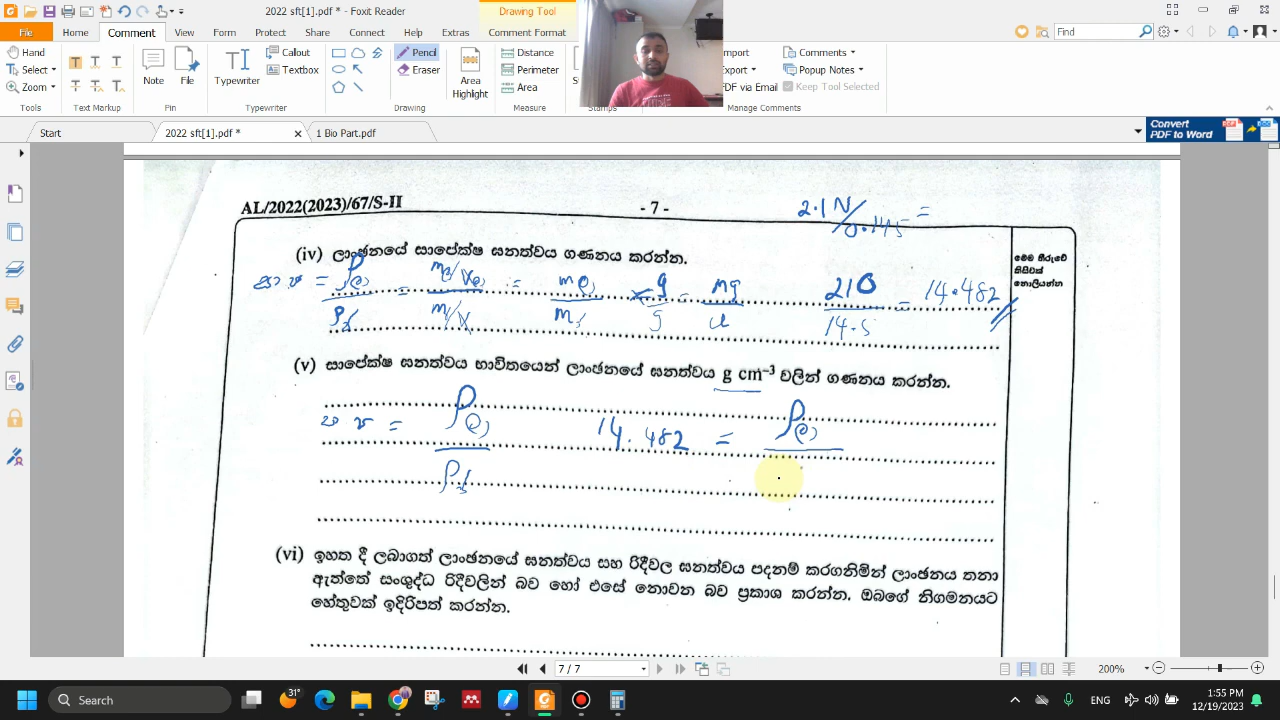 2022 sft[1].pdf * - Foxit Reader
Drawing Tool
File Home Comment View Form Protect Share Connect Help Extras Comment Format
Find
Hand
Select
Zoom
Tools
Text Markup
Note
File
Pin
Typewriter
Callout
Textbox
Typewriter
Pencil
Eraser
Drawing
Area Highlight
Distance
Perimeter
Area
Measure
Stamps
Comments
Popup Notes
PDF via Email
Keep Tool Selected
Manage Comments
Start
2022 sft[1].pdf *
1 Bio Part.pdf
Convert PDF to Word
AL/2022(2023)/67/S-II
- 7 -
2.1 N/0.145 =
මෙම තීරුවේ
කිසිවක්
නොලියන්න
(iv) ලාංඡනයේ සාපේක්ෂ ඝනත්වය ගණනය කරන්න.
210 / 14.5 = 14.482
(v) සාපේක්ෂ ඝනත්වය භාවිතයෙන් ලාංඡනයේ ඝනත්වය g cm⁻³ වලින් ගණනය කරන්න.
14.482 =
(vi) ඉහත දී ලබාගත් ලාංඡනයේ ඝනත්වය සහ රිදීවල ඝනත්වය පදනම් කරගනිමින් ලාංඡනය තනා
ඇත්තේ සංශුද්ධ රිදීවලින් බව හෝ එසේ නොවන බව ප්‍රකාශ කරන්න. ඔබගේ නිගමනයට
හේතුවක් ඉදිරිපත් කරන්න.
7 / 7
200%
31°
Search
ENG
1:55 PM
12/19/2023